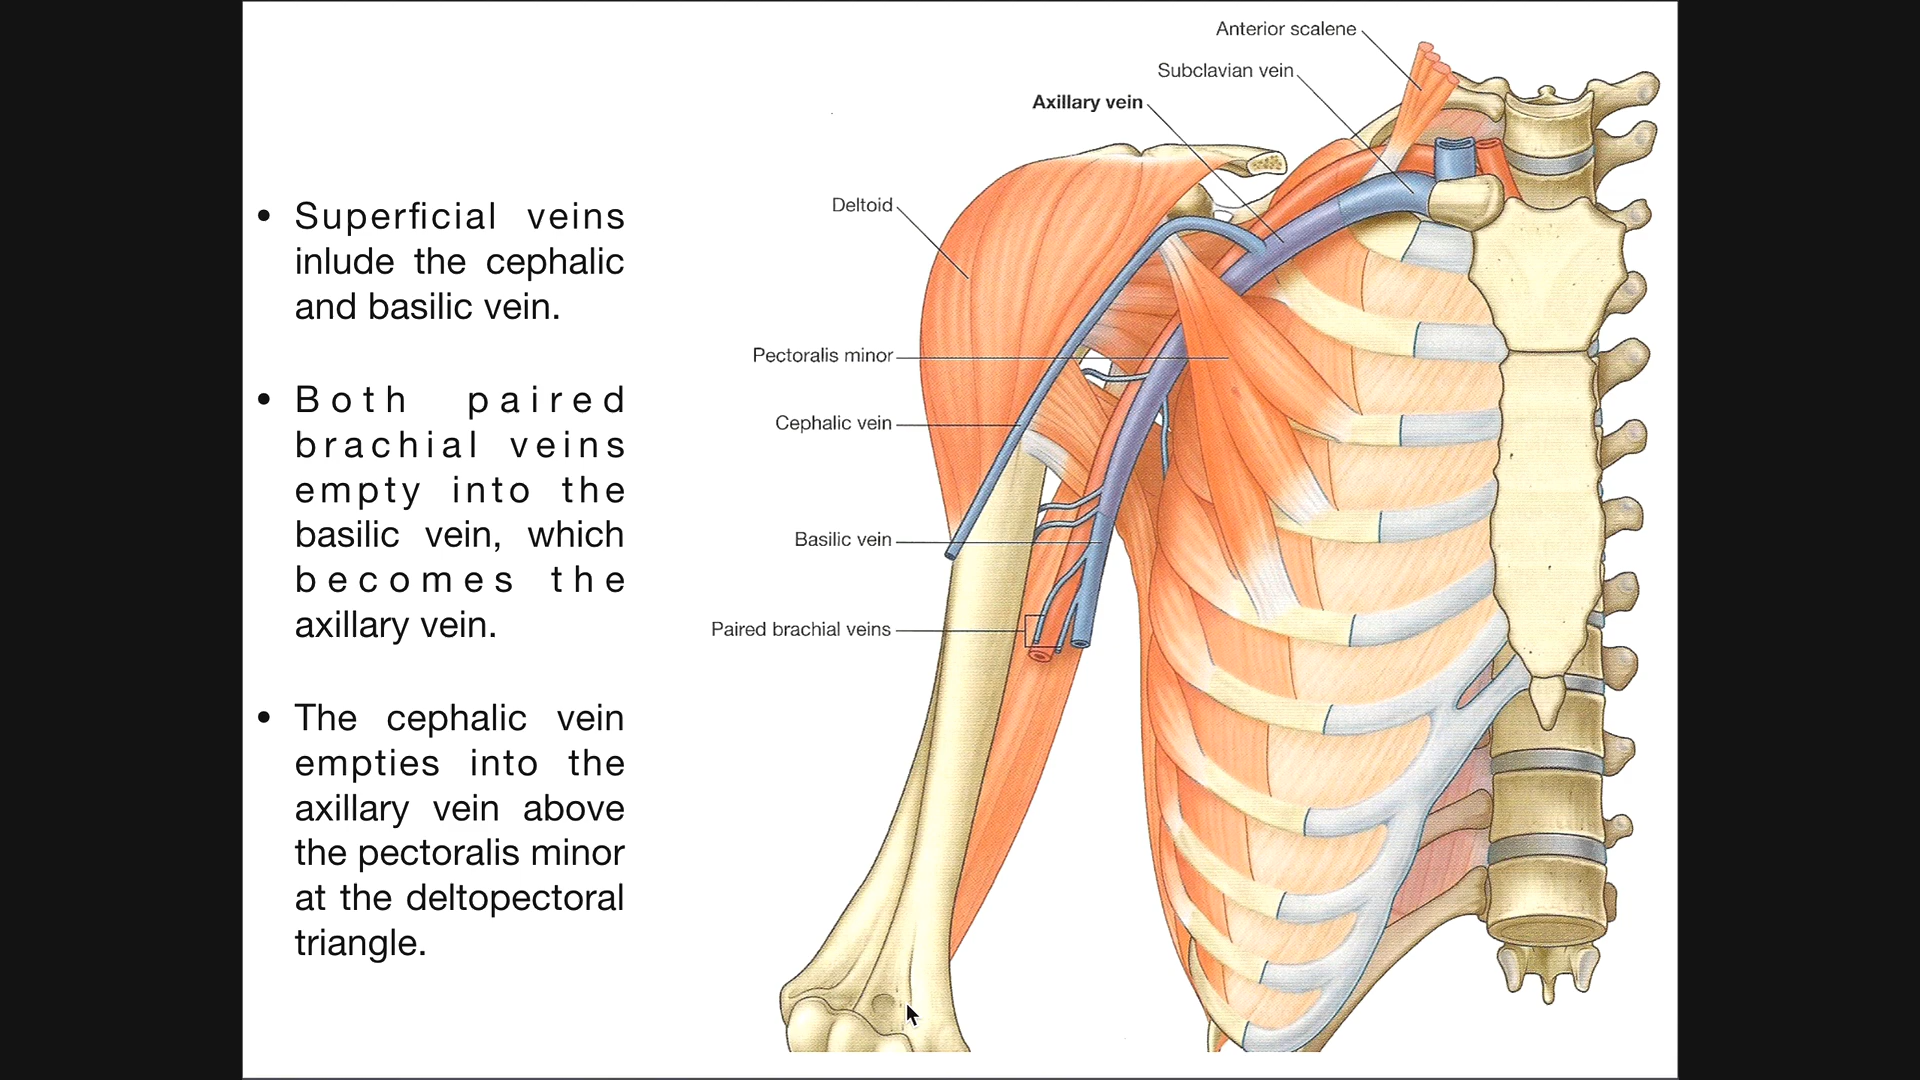 • Superficial veins
inlude the cephalic
and basilic vein.
• Both paired
brachial veins
empty into the
basilic vein, which
becomes the
axillary vein.
• The cephalic vein
empties into the
axillary vein above
the pectoralis minor
at the deltopectoral
triangle.
Anterior scalene
Subclavian vein
Axillary vein
Deltoid
Pectoralis minor
Cephalic vein
Basilic vein
Paired brachial veins